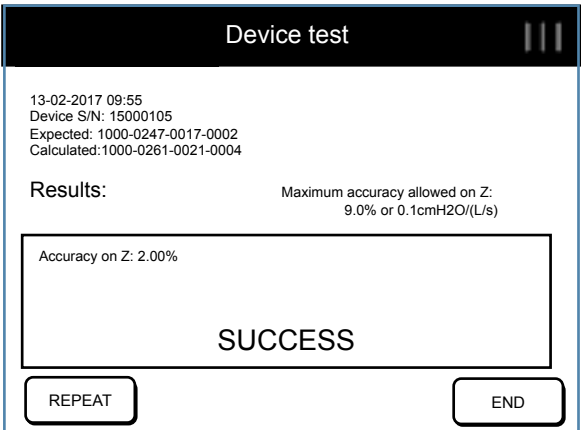 Device test
13-02-2017 09:55
Device S/N: 15000105
Expected: 1000-0247-0017-0002
Calculated:1000-0261-0021-0004
Results:
Maximum accuracy allowed on Z:
9.0% or 0.1cmH2O/(L/s)
Accuracy on Z: 2.00%
SUCCESS
REPEAT
END